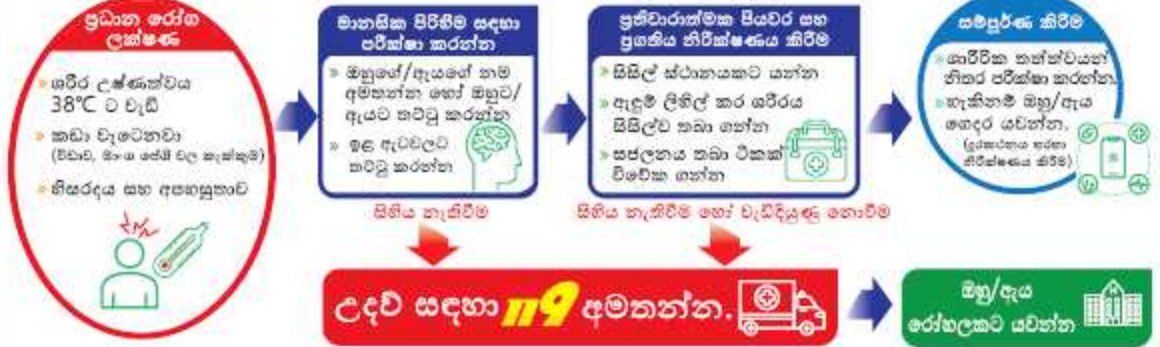 ප්‍රධාන රෝග
ලක්ෂණ
» ශරීර උෂ්ණත්වය
38℃ ට වැඩි
» කඩා වැටෙනවා
(විඩාව, මාංශ පේශි වල කැක්කුම)
» හිසරදය සහ අපහසුතාව
මානසික පිරිහීම සඳහා
පරීක්ෂා කරන්න
» ඔහුගේ/ඇයගේ නම
අමතන්න හෝ ඔහුට/
ඇයට තට්ටු කරන්න
» ඉළ ඇටවලට
තට්ටු කරන්න
ප්‍රතිචාරාත්මක පියවර සහ
ප්‍රගතිය නිරීක්ෂණය කිරීම
» සිසිල් ස්ථානයකට යන්න
» ඇඳුම් ලිහිල් කර ශරීරය
සිසිල්ව තබා ගන්න
» සජලනය තබා ටිකක්
විවේක ගන්න
සම්පූර්ණ කිරීම
» ශාරීරික තත්ත්වයන්
නිතර පරීක්ෂා කරන්න.
» හැකිනම් ඔහු/ඇය
ගෙදර යවන්න.
(දුරකථනය හරහා
නිරීක්ෂණය කිරීම)
සිහිය නැතිවීම
සිහිය නැතිවීම හෝ වැඩිදියුණු නොවීම
උදව් සඳහා 119 අමතන්න.
ඔහු/ඇය
රෝහලකට යවන්න